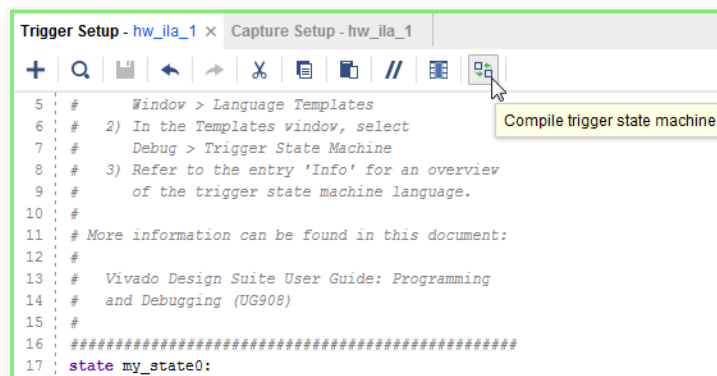 Trigger Setup - hw_ila_1 × Capture Setup - hw_ila_1
5 # Window > Language Templates
6 # 2) In the Templates window, select
Compile trigger state machine
7 # Debug > Trigger State Machine
8 # 3) Refer to the entry 'Info' for an overview
9 # of the trigger state machine language.
10 #
11 # More information can be found in this document:
12 #
13 # Vivado Design Suite User Guide: Programming
14 # and Debugging (UG908)
15 #
16 ##################################################
17 state my_state0: